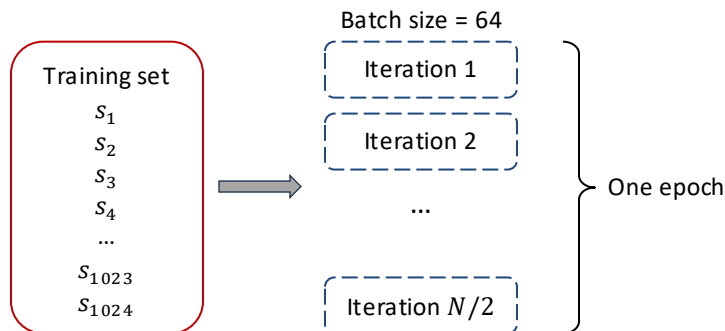 Batch size = 64
Training set
s₁
s₂
s₃
s₄
...
s₁₀₂₃
s₁₀₂₄
Iteration 1
Iteration 2
...
Iteration N/2
One epoch